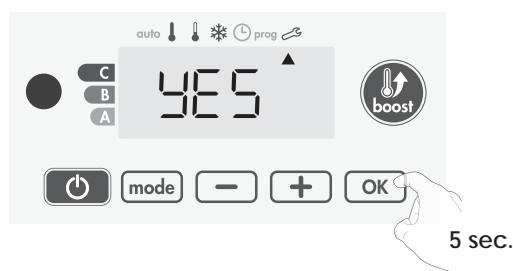 auto prog
C
B
A
YES
boost
mode − + OK
5 sec.